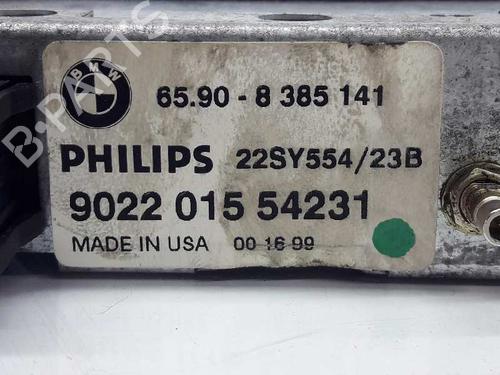 BMW
65.90 - 8 385 141
PHILIPS 22SY554/23B
9022 015 54231
MADE IN USA 00 16 99
B-PARTS